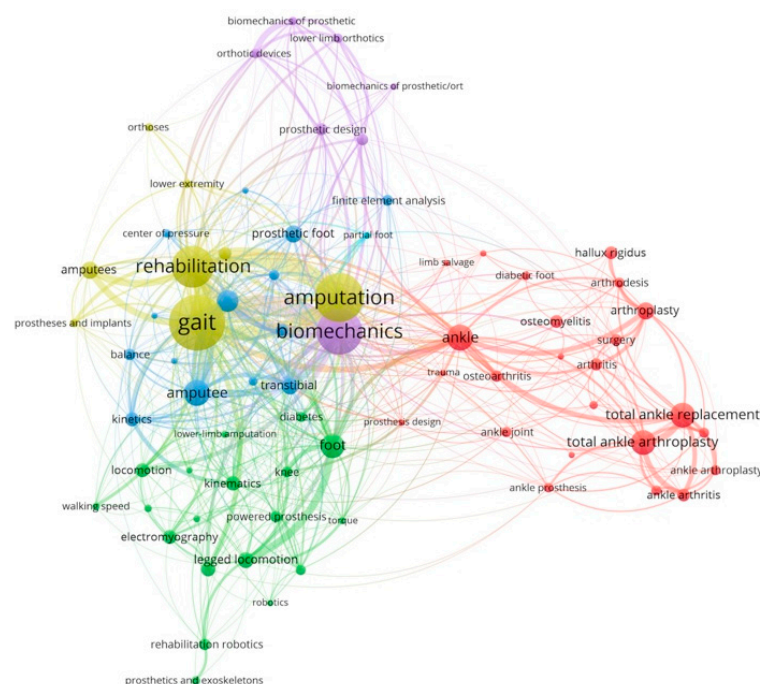 biomechanics of prosthetic
lower limb orthotics
orthotic devices
biomechanics of prosthetic/ort
orthoses
prosthetic design
lower extremity
finite element analysis
center of pressure
prosthetic foot
partial foot
hallux rigidus
limb salvage
amputees
rehabilitation
diabetic foot
arthrodesis
amputation
arthroplasty
prostheses and implants
gait
osteomyelitis
biomechanics
ankle
surgery
balance
arthritis
trauma
osteoarthritis
amputee
transtibial
kinetics
diabetes
prosthesis design
total ankle replacement
lower-limb amputation
ankle joint
foot
total ankle arthroplasty
locomotion
knee
ankle arthroplasty
kinematics
ankle prosthesis
ankle arthritis
walking speed
powered prosthesis
torque
electromyography
legged locomotion
robotics
rehabilitation robotics
prosthetics and exoskeletons